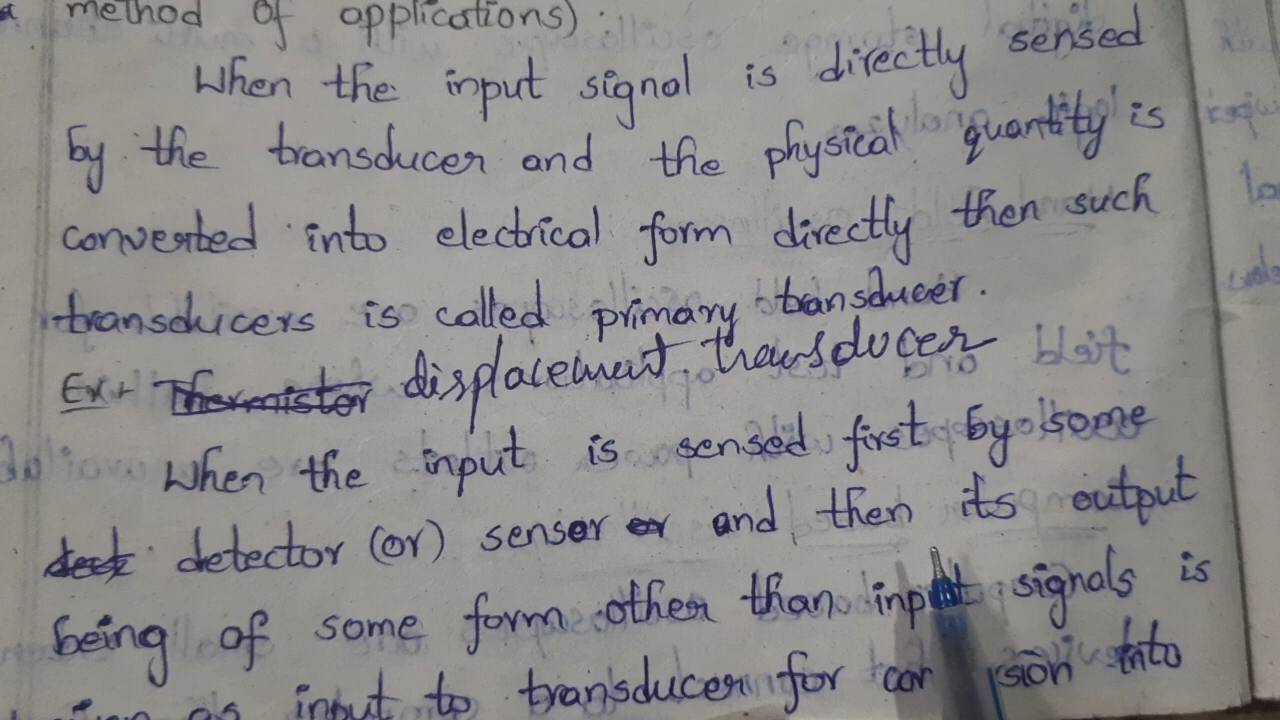 method of applications).
When the input signal is directly sensed
by the transducer and the physical quantity is
converted into electrical form directly then such
transducers is called primary transducer.
Ex:- Thermistor displacement transducer
When the input is sensed first by some
detector (or) sensor or and then its output
being of some form other than input signals is
as input to transducer for into